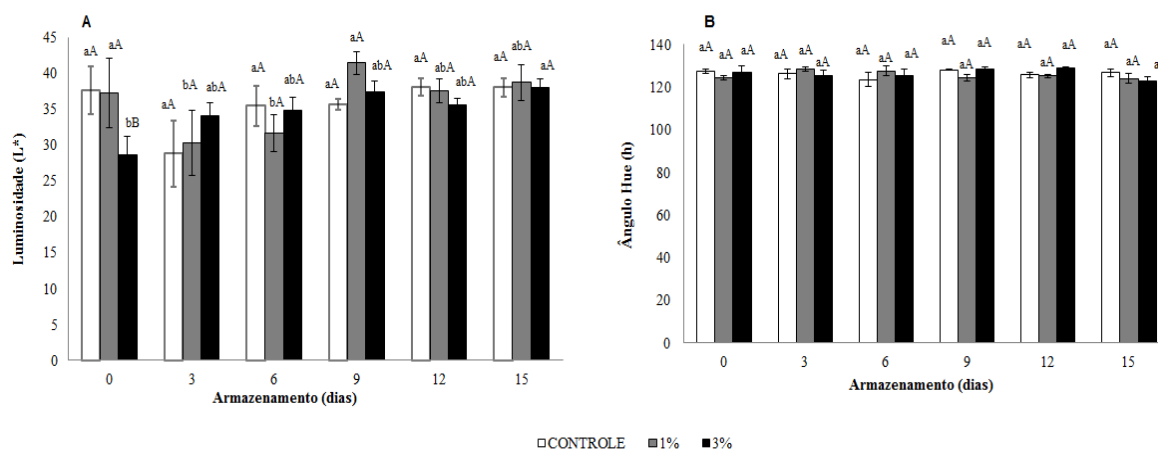 A
aA aA bB aA bA abA aA bA abA aA aA abA aA abA abA aA abA aA
45
40
35
30
25
20
15
10
5
0
Luminosidade (L*)
0 3 6 9 12 15
Armazenamento (dias)
B
aA aA aA aA aA aA aA aA aA aA aA aA aA aA aA aA aA
140
120
100
80
60
40
20
0
Ângulo Hue (h)
0 3 6 9 12 15
Armazenamento (dias)
CONTROLE 1% 3%